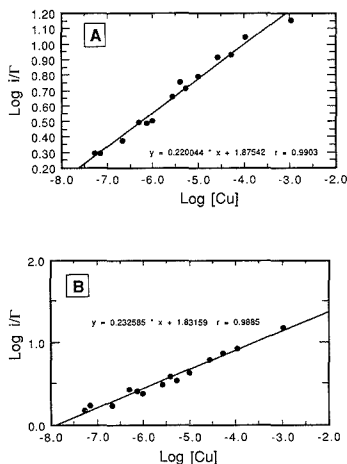 A
Log i/Γ
1.20
1.10
1.00
0.90
0.80
0.70
0.60
0.50
0.40
0.30
0.20
y = 0.220044 * x + 1.87542 r = 0.9903
-8.0 -7.0 -6.0 -5.0 -4.0 -3.0 -2.0
Log [Cu]
B
Log i/Γ
2.0
1.0
0.0
y = 0.232585 * x + 1.83159 r = 0.9885
-8.0 -7.0 -6.0 -5.0 -4.0 -3.0 -2.0
Log [Cu]